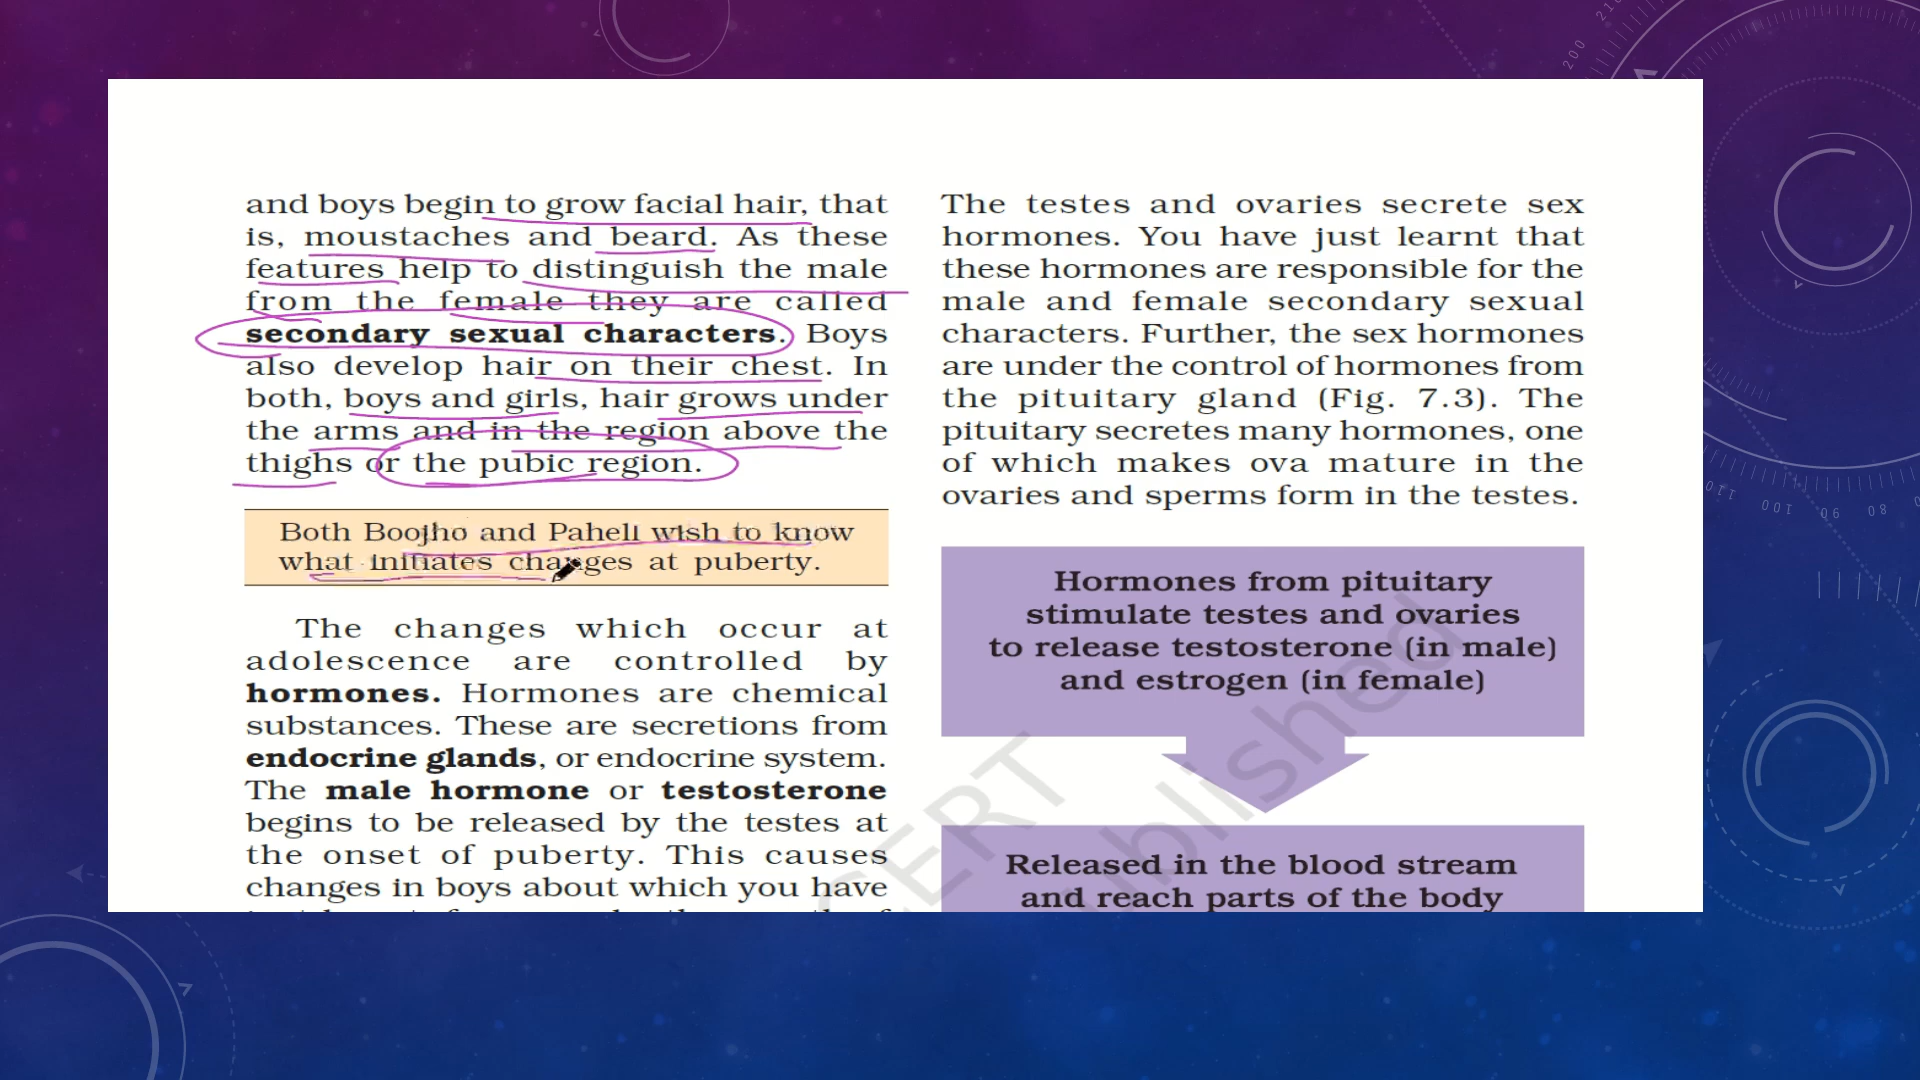 and boys begin to grow facial hair, that
is, moustaches and beard. As these
features help to distinguish the male
from the female they are called
secondary sexual characters. Boys
also develop hair on their chest. In
both, boys and girls, hair grows under
the arms and in the region above the
thighs or the pubic region.
Both Boojho and Paheli wish to know
what initiates changes at puberty.
The changes which occur at
adolescence are controlled by
hormones. Hormones are chemical
substances. These are secretions from
endocrine glands, or endocrine system.
The male hormone or testosterone
begins to be released by the testes at
the onset of puberty. This causes
changes in boys about which you have
The testes and ovaries secrete sex
hormones. You have just learnt that
these hormones are responsible for the
male and female secondary sexual
characters. Further, the sex hormones
are under the control of hormones from
the pituitary gland (Fig. 7.3). The
pituitary secretes many hormones, one
of which makes ova mature in the
ovaries and sperms form in the testes.
Hormones from pituitary
stimulate testes and ovaries
to release testosterone (in male)
and estrogen (in female)
Released in the blood stream
and reach parts of the body
CERT
ublished
200
210
110
100
90
80